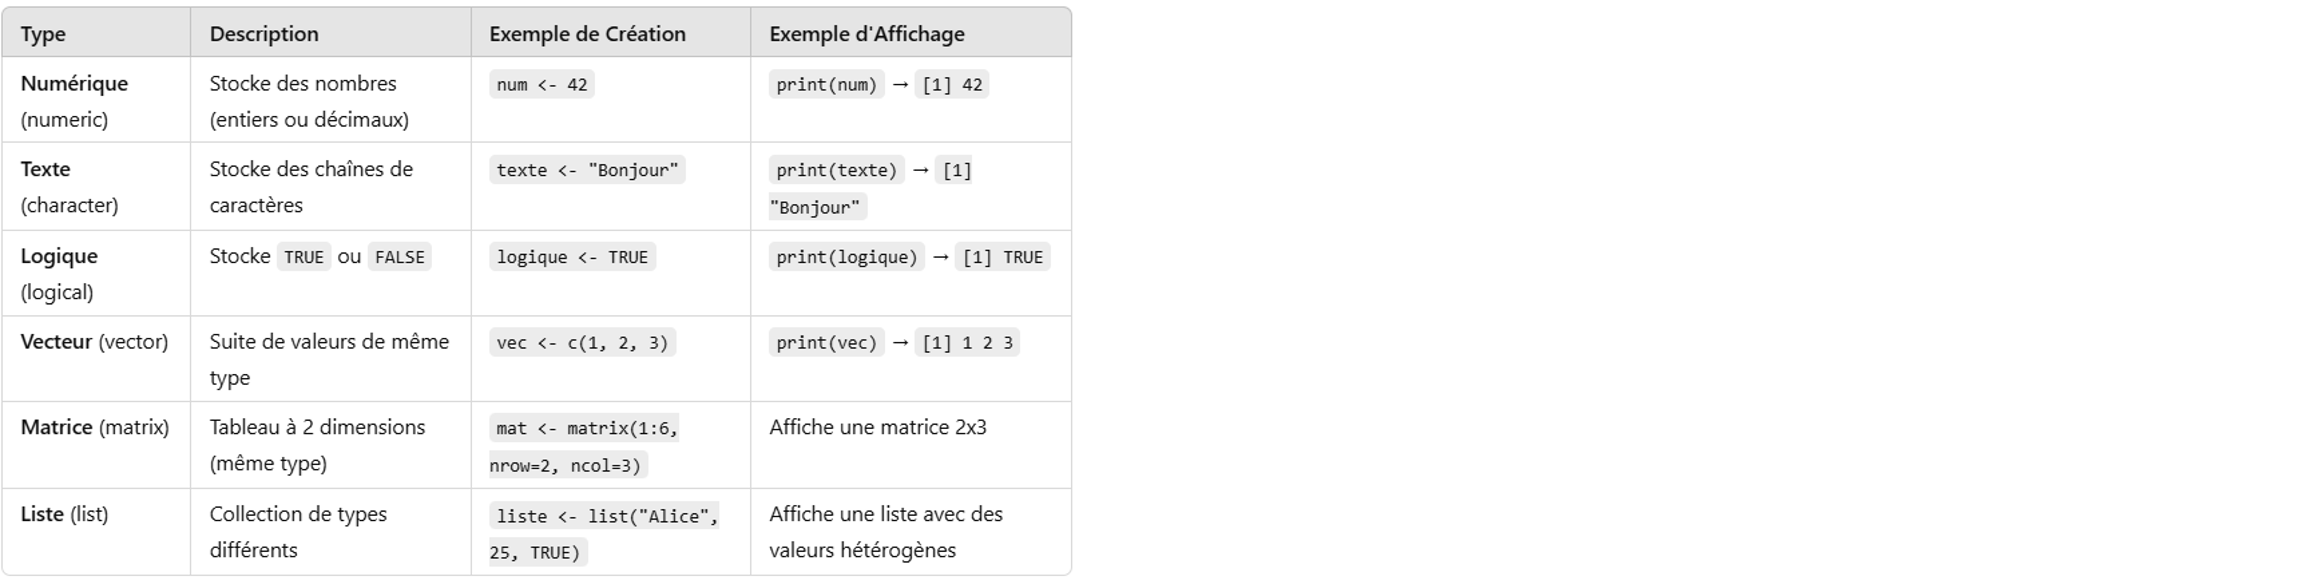 Type Description Exemple de Création Exemple d'Affichage
Numérique Stocke des nombres num <- 42 print(num) → [1] 42
(numeric) (entiers ou décimaux)
Texte Stocke des chaînes de texte <- "Bonjour" print(texte) → [1]
(character) caractères "Bonjour"
Logique Stocke TRUE ou FALSE logique <- TRUE print(logique) → [1] TRUE
(logical)
Vecteur (vector) Suite de valeurs de même vec <- c(1, 2, 3) print(vec) → [1] 1 2 3
type
Matrice (matrix) Tableau à 2 dimensions mat <- matrix(1:6, Affiche une matrice 2x3
(même type) nrow=2, ncol=3)
Liste (list) Collection de types liste <- list("Alice", Affiche une liste avec des
différents 25, TRUE) valeurs hétérogènes